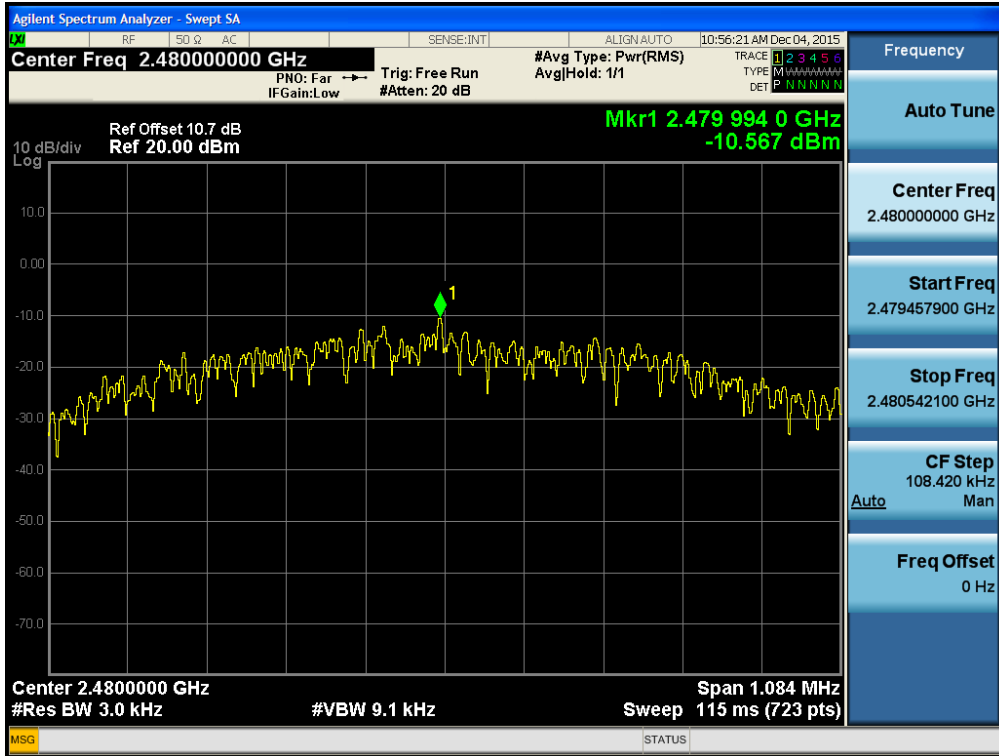 Agilent Spectrum Analyzer - Swept SA
LXI RF 50 Ω AC SENSE:INT ALIGN AUTO 10:56:21 AM Dec 04, 2015
Center Freq 2.480000000 GHz
PNO: Far
IFGain:Low
Trig: Free Run
#Atten: 20 dB
#Avg Type: Pwr(RMS)
Avg|Hold: 1/1
TRACE 1 2 3 4 5 6
TYPE M
DET P N N N N N
Ref Offset 10.7 dB
Ref 20.00 dBm
10 dB/div
Log
Mkr1 2.479 994 0 GHz
-10.567 dBm
1
10.0
0.00
-10.0
-20.0
-30.0
-40.0
-50.0
-60.0
-70.0
Center 2.4800000 GHz
Span 1.084 MHz
#Res BW 3.0 kHz
#VBW 9.1 kHz
Sweep 115 ms (723 pts)
MSG
STATUS
Frequency
Auto Tune
Center Freq
2.480000000 GHz
Start Freq
2.479457900 GHz
Stop Freq
2.480542100 GHz
CF Step
108.420 kHz
Auto Man
Freq Offset
0 Hz